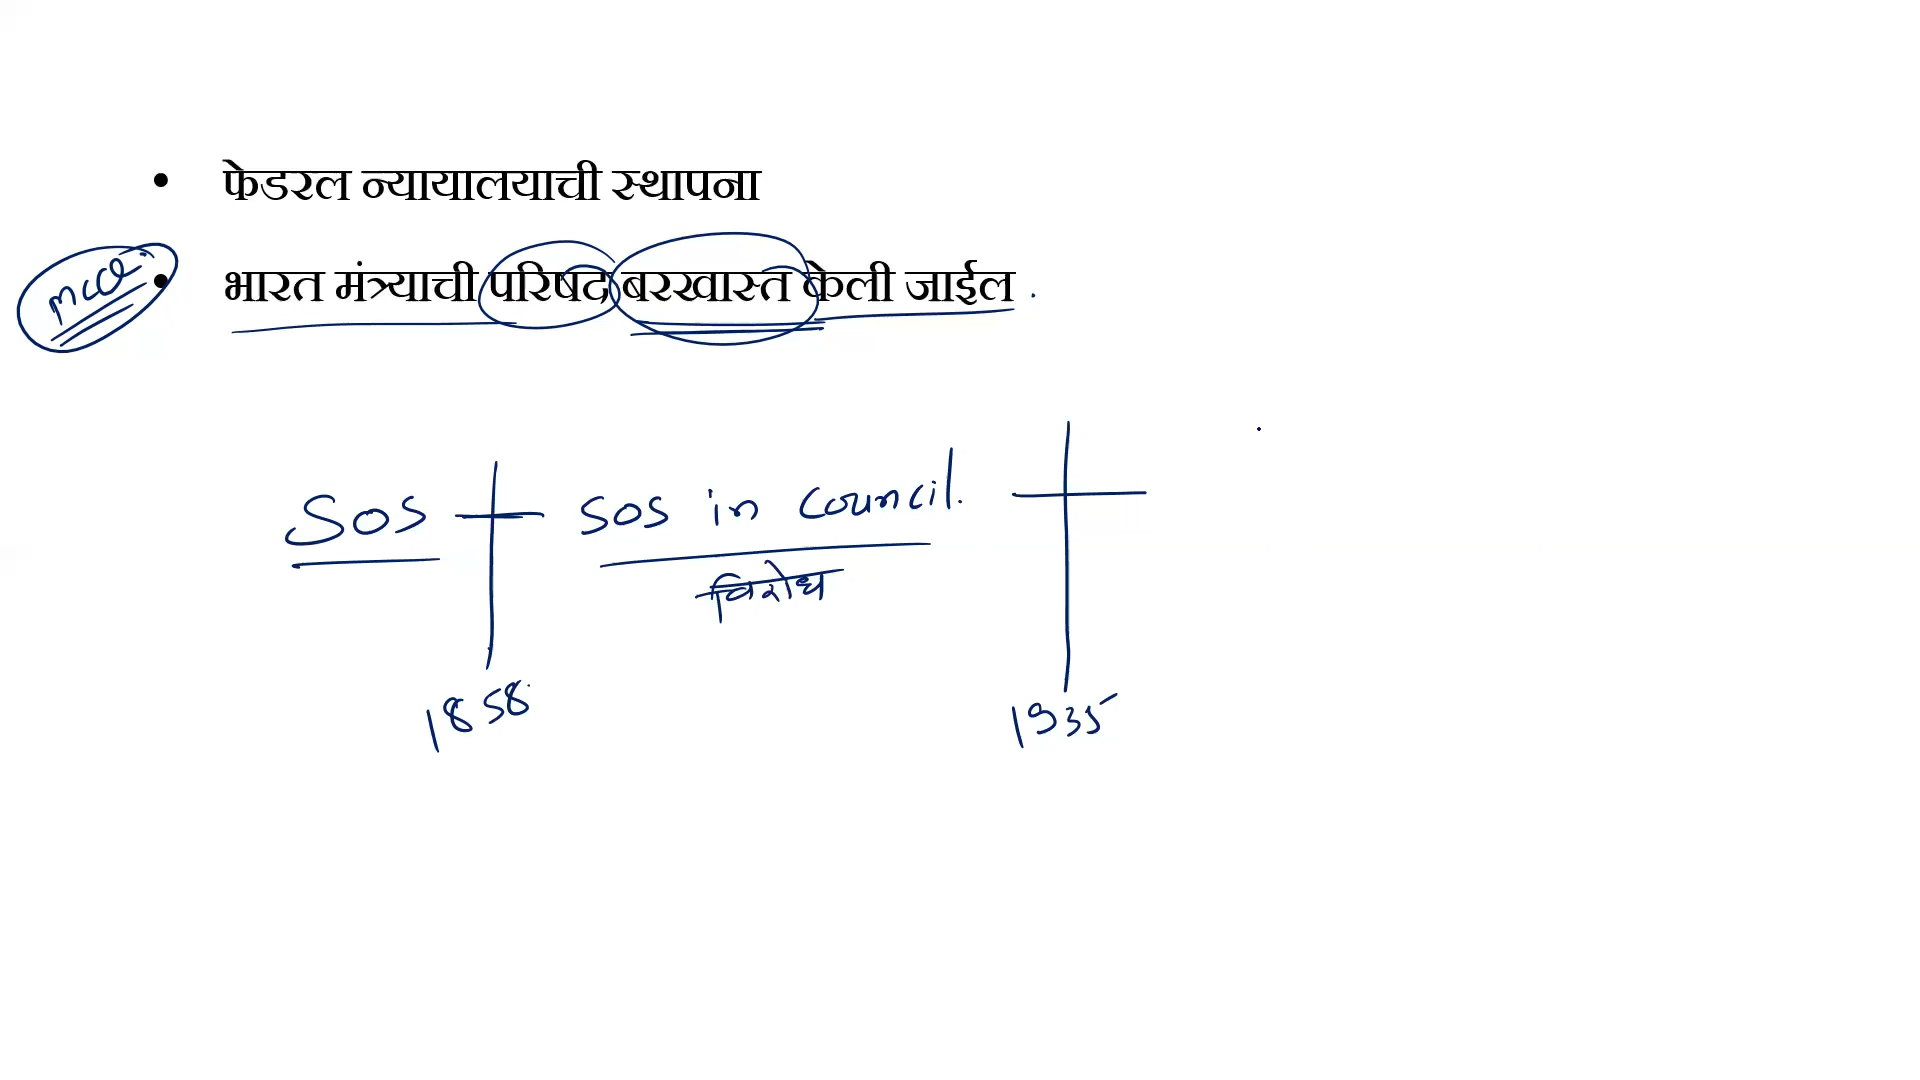 • फेडरल न्यायालयाची स्थापना
MCQ
• भारत मंत्र्याची परिषद बरखास्त केली जाईल .
SOS SOS in Council.
विरोध
1858 1935